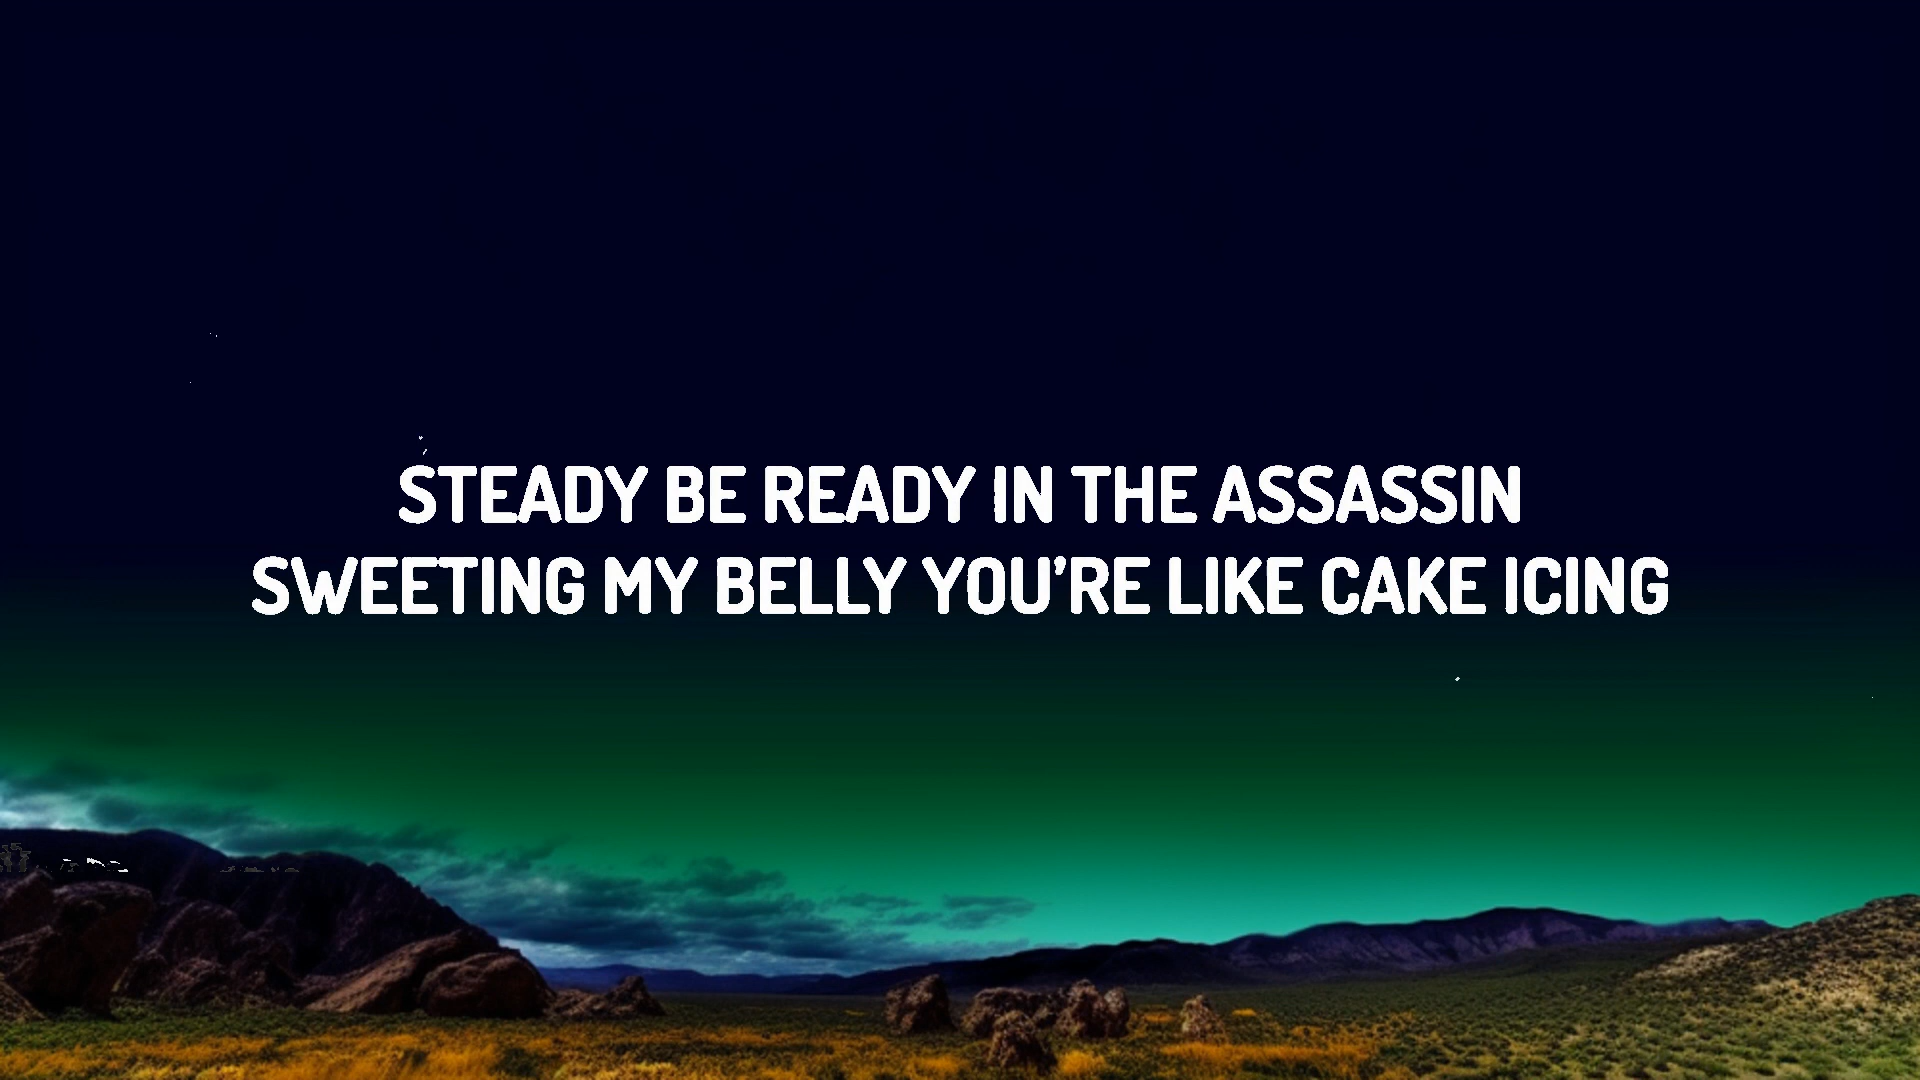 STEADY BE READY IN THE ASSASSIN
SWEETING MY BELLY YOU’RE LIKE CAKE ICING